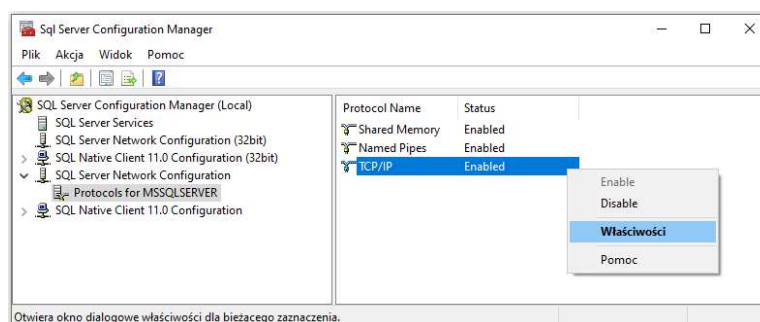 Sql Server Configuration Manager
Plik Akcja Widok Pomoc
SQL Server Configuration Manager (Local)
SQL Server Services
SQL Server Network Configuration (32bit)
SQL Native Client 11.0 Configuration (32bit)
SQL Server Network Configuration
Protocols for MSSQLSERVER
SQL Native Client 11.0 Configuration
Protocol Name Status
Shared Memory Enabled
Named Pipes Enabled
TCP/IP Enabled
Enable
Disable
Właściwości
Pomoc
Otwiera okno dialogowe właściwości dla bieżącego zaznaczenia.